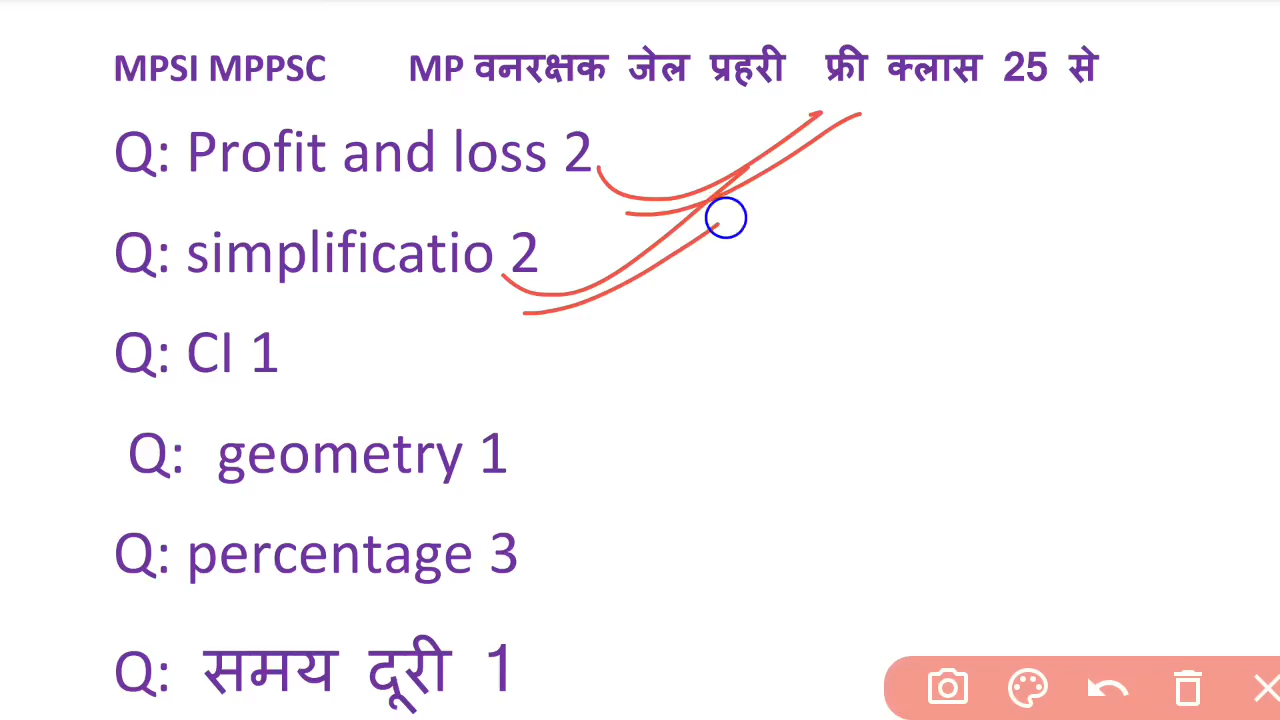 MPSI MPPSC MP वनरक्षक जेल प्रहरी फ्री क्लास 25 से
Q: Profit and loss 2
Q: simplificatio 2
Q: CI 1
Q: geometry 1
Q: percentage 3
Q: समय दूरी 1